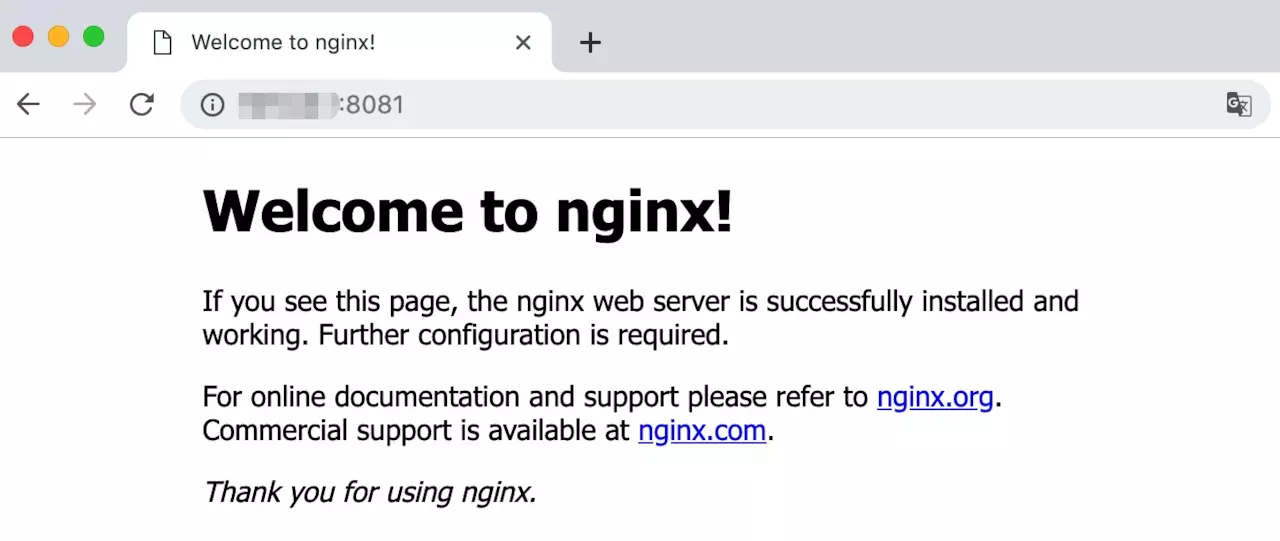 Welcome to nginx!
:8081
Welcome to nginx!
If you see this page, the nginx web server is successfully installed and
working. Further configuration is required.
For online documentation and support please refer to nginx.org.
Commercial support is available at nginx.com.
Thank you for using nginx.